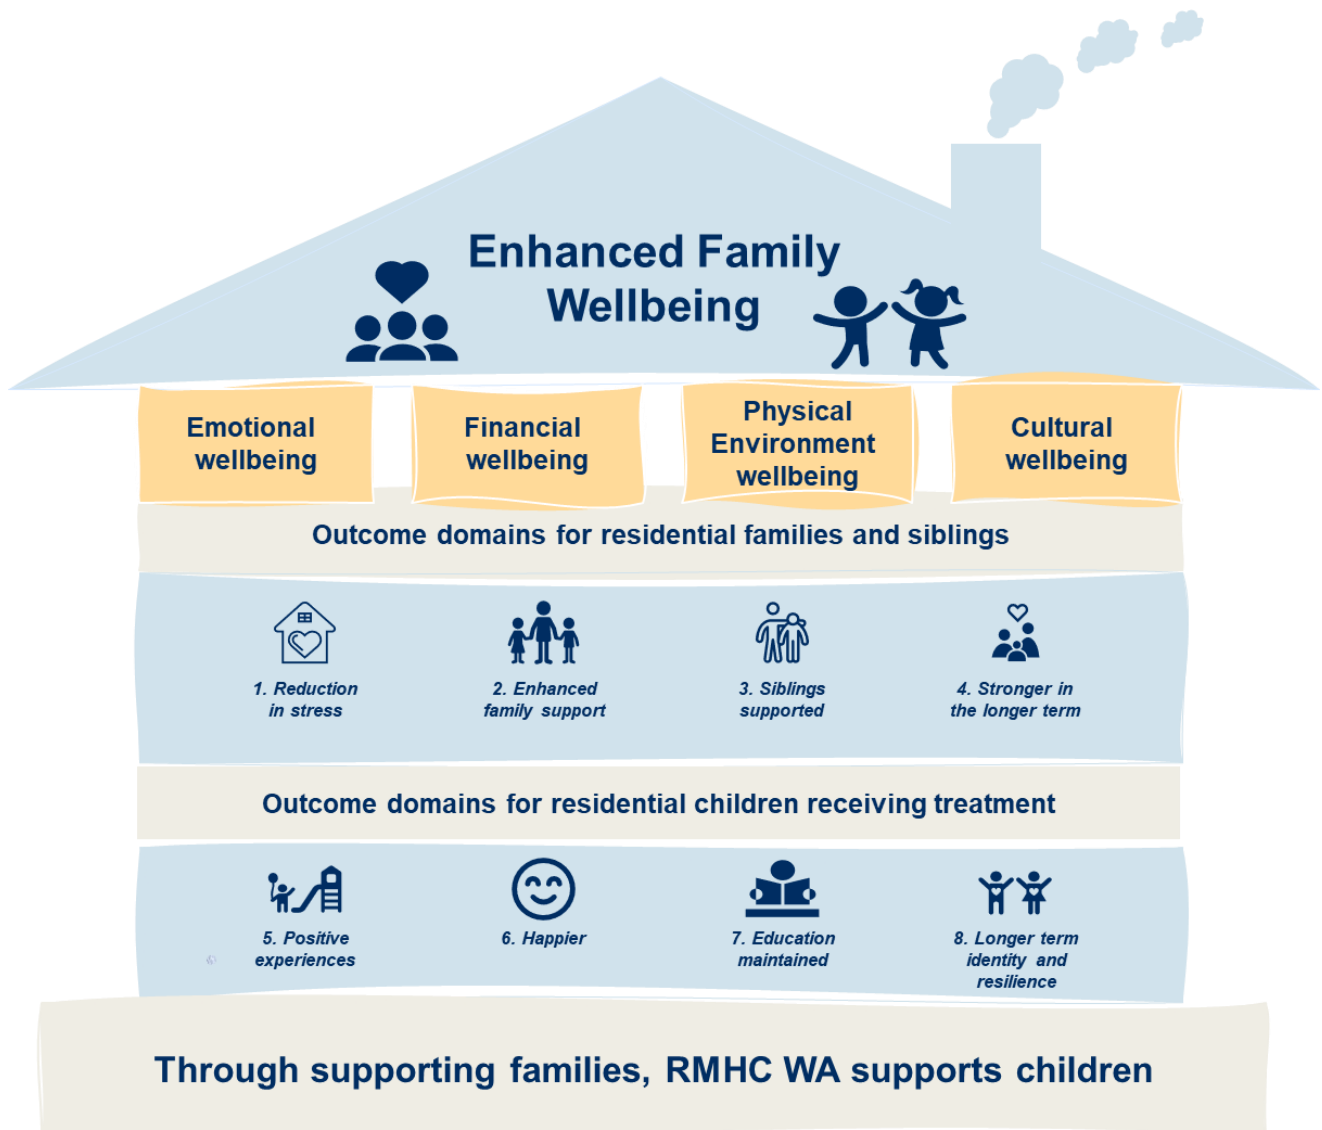 Enhanced Family
Wellbeing
Emotional
wellbeing
Financial
wellbeing
Physical
Environment
wellbeing
Cultural
wellbeing
Outcome domains for residential families and siblings
1. Reduction
in stress
2. Enhanced
family support
3. Siblings
supported
4. Stronger in
the longer term
Outcome domains for residential children receiving treatment
5. Positive
experiences
6. Happier
7. Education
maintained
8. Longer term
identity and
resilience
Through supporting families, RMHC WA supports children